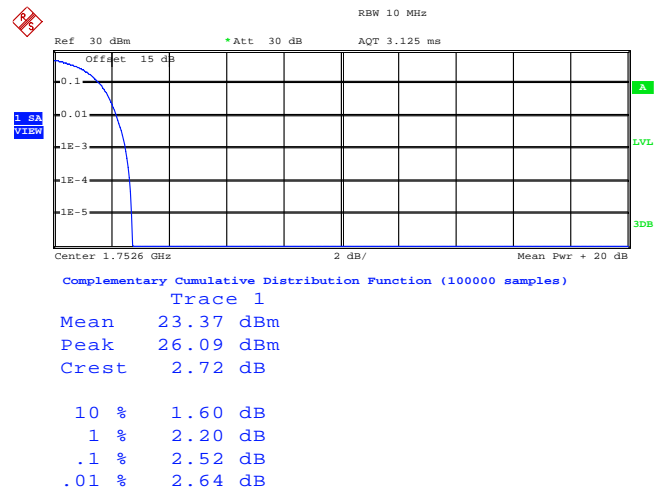 R S
RBW 10 MHz
Ref 30 dBm * Att 30 dB AQT 3.125 ms
Offset 15 dB
0.1
A
1 SA
VIEW
0.01
LVL
1E-3
1E-4
1E-5
3DB
Center 1.7526 GHz 2 dB/ Mean Pwr + 20 dB
Complementary Cumulative Distribution Function (100000 samples)
Trace 1
Mean 23.37 dBm
Peak 26.09 dBm
Crest 2.72 dB
10 % 1.60 dB
1 % 2.20 dB
.1 % 2.52 dB
.01 % 2.64 dB